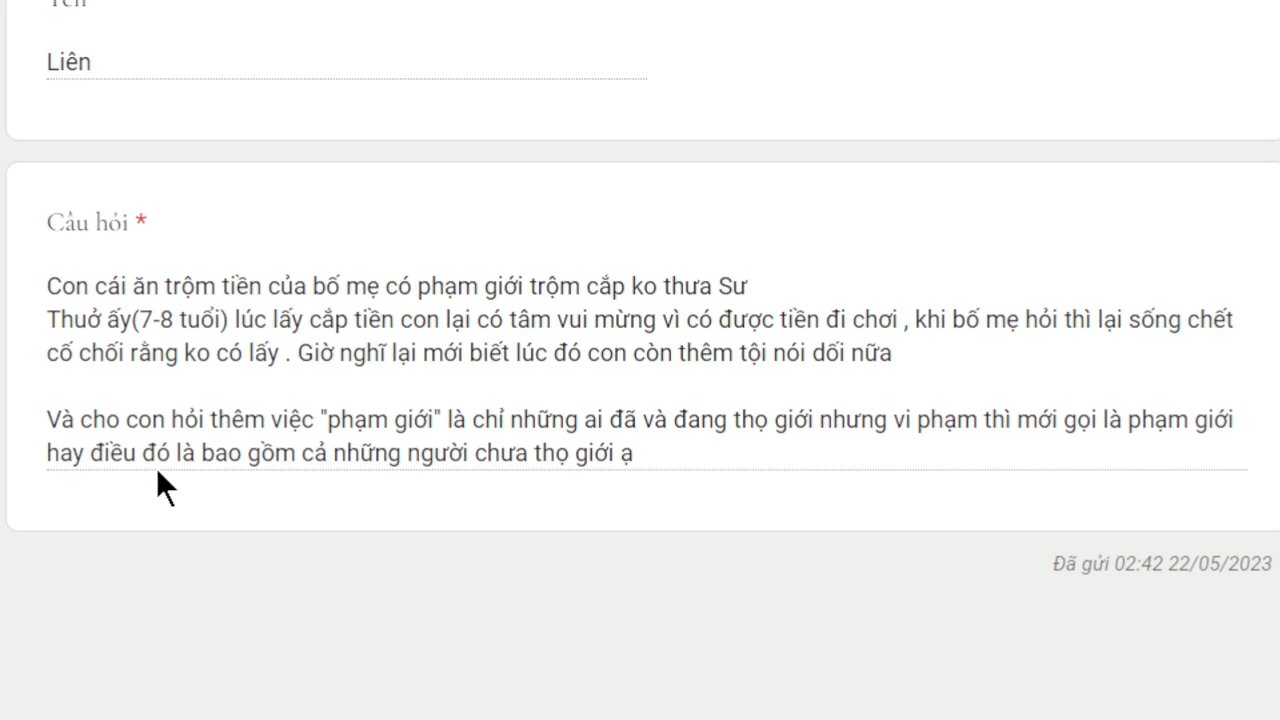 Tên
Liên
Câu hỏi *
Con cái ăn trộm tiền của bố mẹ có phạm giới trộm cắp ko thưa Sư
Thuở ấy(7-8 tuổi) lúc lấy cắp tiền con lại có tâm vui mừng vì có được tiền đi chơi , khi bố mẹ hỏi thì lại sống chết
cố chối rằng ko có lấy . Giờ nghĩ lại mới biết lúc đó con còn thêm tội nói dối nữa
Và cho con hỏi thêm việc "phạm giới" là chỉ những ai đã và đang thọ giới nhưng vi phạm thì mới gọi là phạm giới
hay điều đó là bao gồm cả những người chưa thọ giới ạ
Đã gửi 02:42 22/05/2023